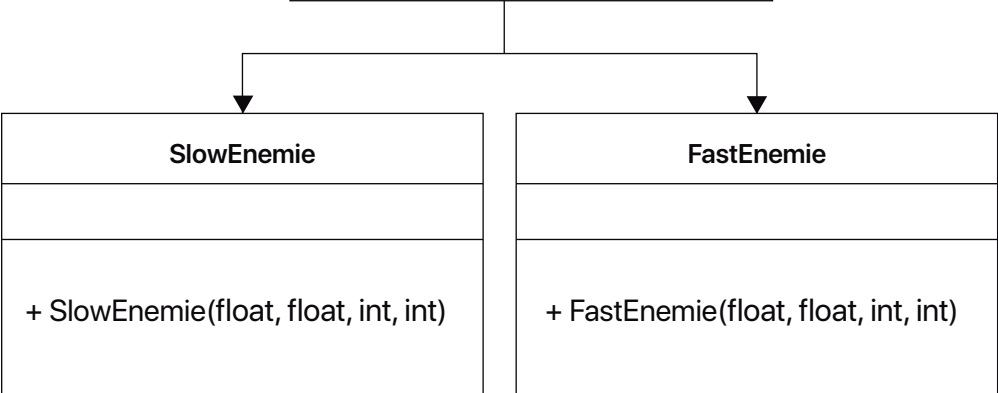 SlowEnemie
FastEnemie
+ SlowEnemie(float, float, int, int)
+ FastEnemie(float, float, int, int)